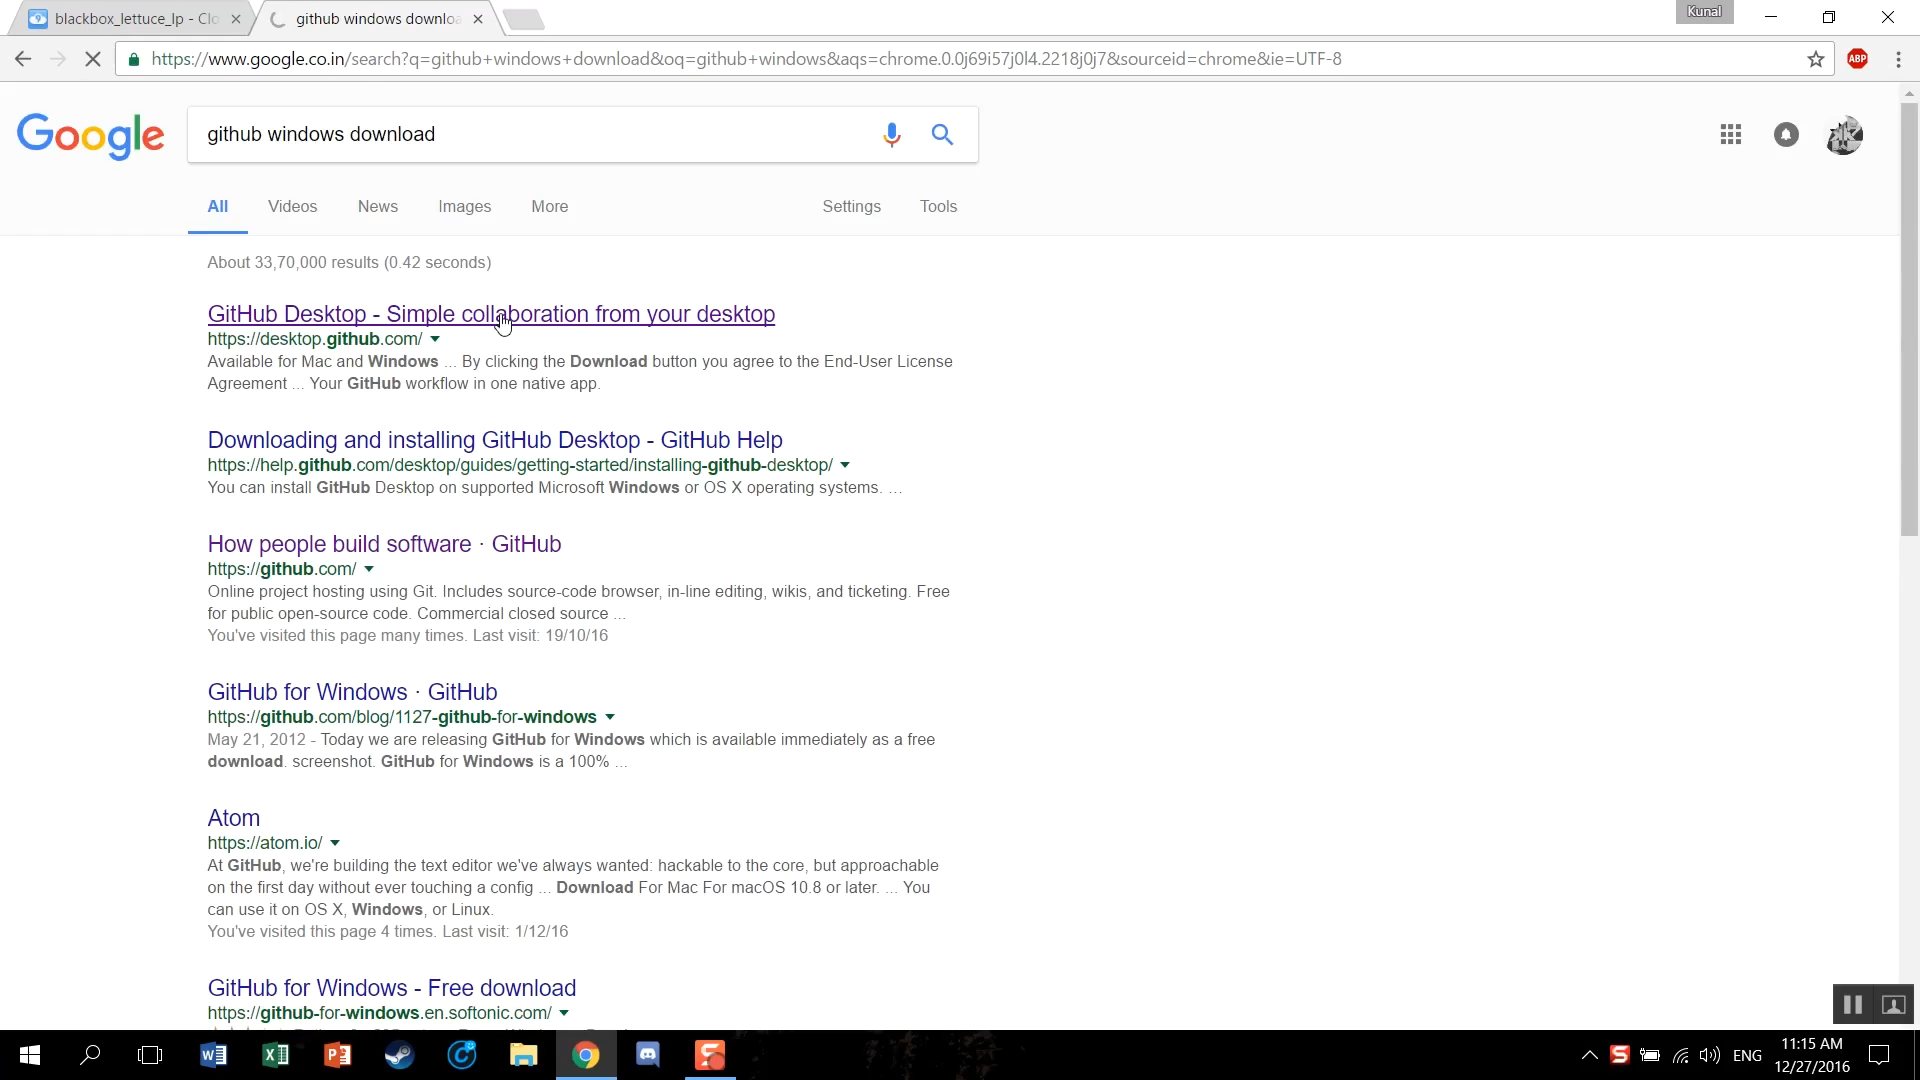 blackbox_lettuce_lp - Clo
github windows downloa
Kunal
https://www.google.co.in/search?q=github+windows+download&oq=github+windows&aqs=chrome.0.0j69i57j0l4.2218j0j7&sourceid=chrome&ie=UTF-8
ABP
Google
github windows download
All Videos News Images More Settings Tools
About 33,70,000 results (0.42 seconds)
GitHub Desktop - Simple collaboration from your desktop
https://desktop.github.com/
Available for Mac and Windows ... By clicking the Download button you agree to the End-User License
Agreement ... Your GitHub workflow in one native app.
Downloading and installing GitHub Desktop - GitHub Help
https://help.github.com/desktop/guides/getting-started/installing-github-desktop/
You can install GitHub Desktop on supported Microsoft Windows or OS X operating systems. ...
How people build software · GitHub
https://github.com/
Online project hosting using Git. Includes source-code browser, in-line editing, wikis, and ticketing. Free
for public open-source code. Commercial closed source ...
You've visited this page many times. Last visit: 19/10/16
GitHub for Windows · GitHub
https://github.com/blog/1127-github-for-windows
May 21, 2012 - Today we are releasing GitHub for Windows which is available immediately as a free
download. screenshot. GitHub for Windows is a 100% ...
Atom
https://atom.io/
At GitHub, we're building the text editor we've always wanted: hackable to the core, but approachable
on the first day without ever touching a config ... Download For Mac For macOS 10.8 or later. ... You
can use it on OS X, Windows, or Linux.
You've visited this page 4 times. Last visit: 1/12/16
GitHub for Windows - Free download
https://github-for-windows.en.softonic.com/
ENG
11:15 AM
12/27/2016